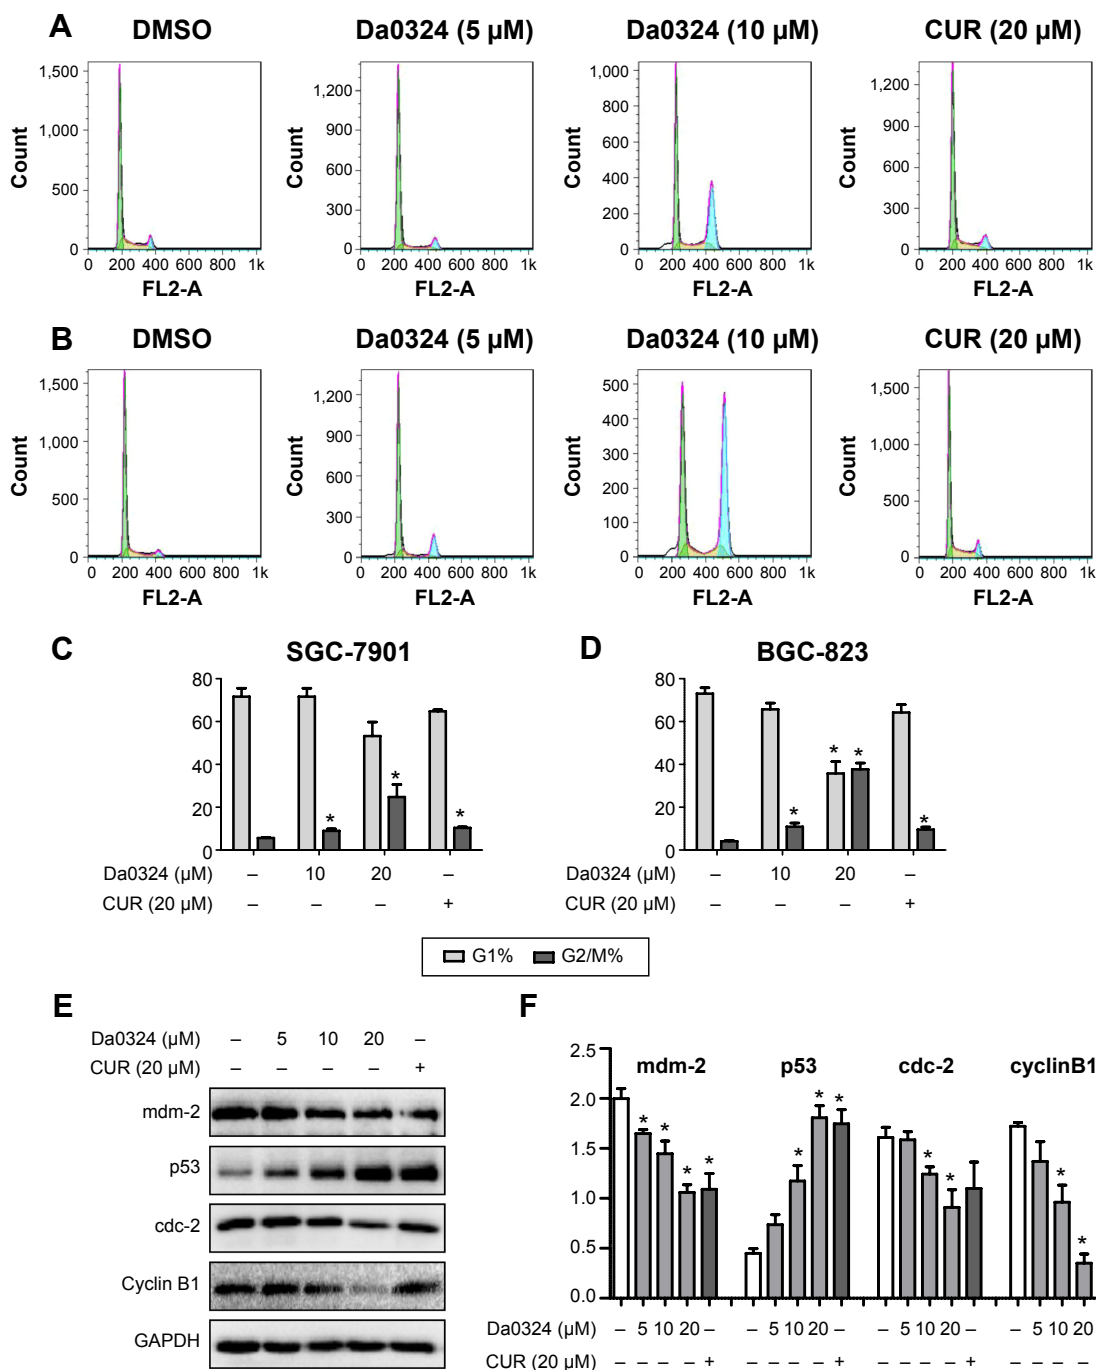 A
DMSO
Da0324 (5 µM)
Da0324 (10 µM)
CUR (20 µM)
1,500
1,000
500
0
Count
0 200 400 600 800 1k
FL2-A
1,200
900
600
300
0
Count
0 200 400 600 800 1k
FL2-A
1,000
800
600
400
200
0
Count
0 200 400 600 800 1k
FL2-A
1,200
900
600
300
0
Count
0 200 400 600 800 1k
FL2-A
B
DMSO
Da0324 (5 µM)
Da0324 (10 µM)
CUR (20 µM)
1,500
1,000
500
0
Count
0 200 400 600 800 1k
FL2-A
1,200
900
600
300
0
Count
0 200 400 600 800 1k
FL2-A
500
400
300
200
100
0
Count
0 200 400 600 800 1k
FL2-A
1,500
1,000
500
0
Count
0 200 400 600 800 1k
FL2-A
C
SGC-7901
80
60
40
20
0
* * *
Da0324 (µM) – 10 20 –
CUR (20 µM) – – – +
D
BGC-823
80
60
40
20
0
* * * *
Da0324 (µM) – 10 20 –
CUR (20 µM) – – – +
G1% G2/M%
E
Da0324 (µM) – 5 10 20 –
CUR (20 µM) – – – – +
mdm-2
p53
cdc-2
Cyclin B1
GAPDH
F
2.5
2.0
1.5
1.0
0.5
0.0
mdm-2 p53 cdc-2 cyclinB1
* * * * * * * * * * *
Da0324 (µM) – 5 10 20 – – 5 10 20 – – 5 10 20 – – 5 10 20
CUR (20 µM) – – – – + – – – – + – – – – + – – – –